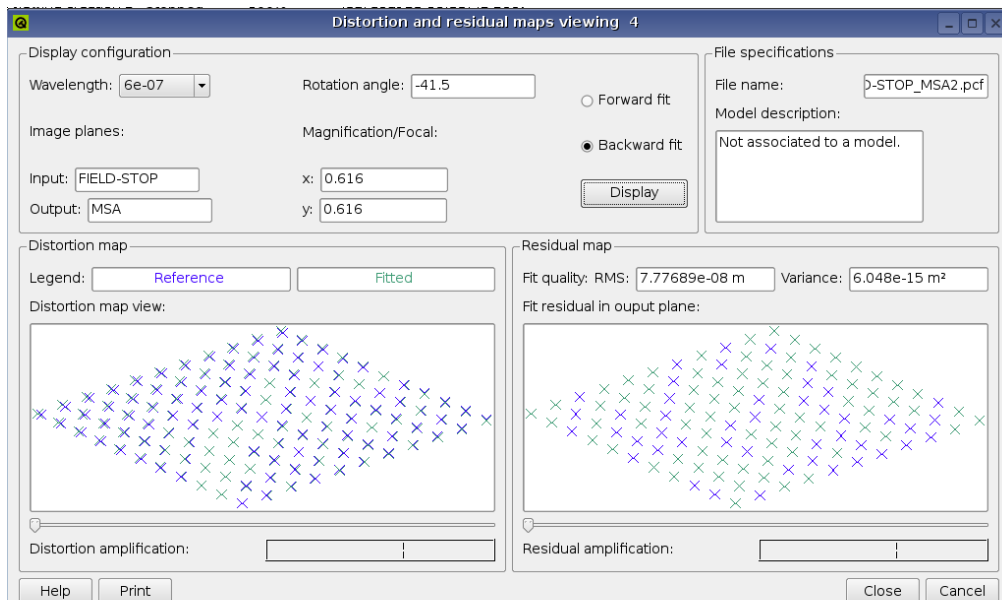 Distortion and residual maps viewing 4
Display configuration
Wavelength: 6e-07
Rotation angle: -41.5
Forward fit
Image planes:
Magnification/Focal:
Backward fit
Input: FIELD-STOP
x: 0.616
Display
Output: MSA
y: 0.616
File specifications
File name: D-STOP_MSA2.pcf
Model description:
Not associated to a model.
Distortion map
Legend: Reference Fitted
Distortion map view:
Distortion amplification:
Residual map
Fit quality: RMS: 7.77689e-08 m Variance: 6.048e-15 m²
Fit residual in ouput plane:
Residual amplification:
Help Print Close Cancel